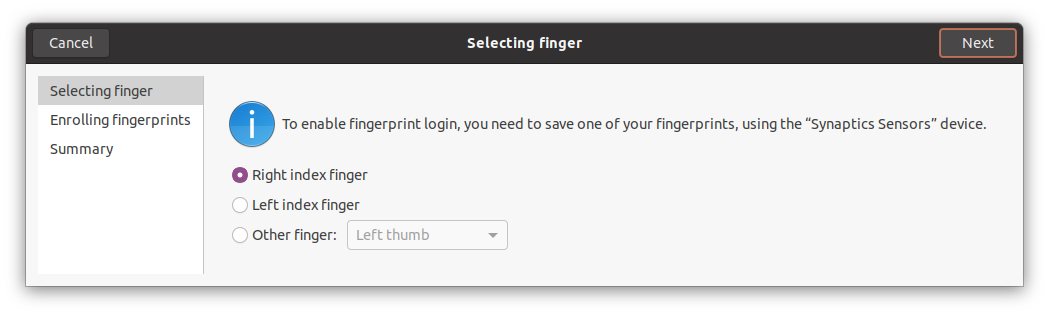 Cancel
Selecting finger
Next
Selecting finger
Enrolling fingerprints
Summary
To enable fingerprint login, you need to save one of your fingerprints, using the “Synaptics Sensors” device.
Right index finger
Left index finger
Other finger: Left thumb